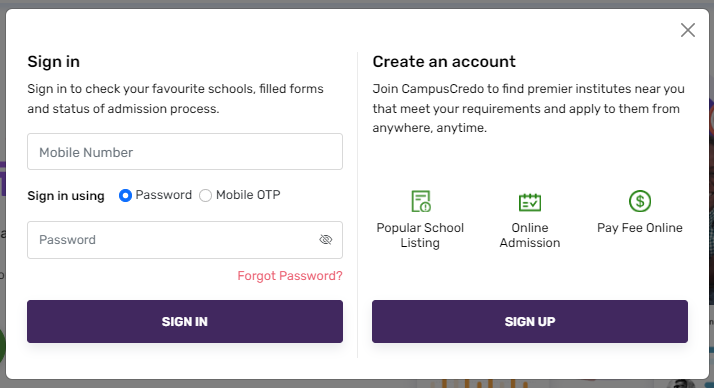 Sign in
Sign in to check your favourite schools, filled forms
and status of admission process.
Mobile Number
Sign in using Password Mobile OTP
Password
Forgot Password?
SIGN IN
Create an account
Join CampusCredo to find premier institutes near you
that meet your requirements and apply to them from
anywhere, anytime.
Popular School
Listing
Online
Admission
Pay Fee Online
SIGN UP